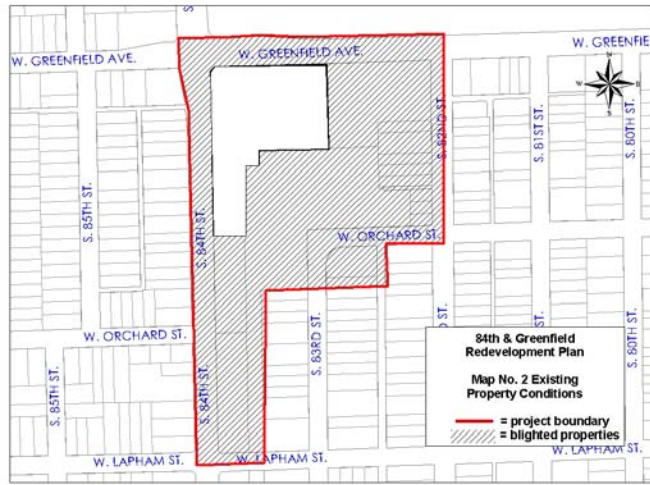 S.
W. GREENFIELD AVE.
W. GREENFIELD AVE.
W. GREENFIE
N
W
E
S
S. 85TH ST.
S. 84TH ST.
S. 82ND ST.
S. 81ST ST.
S. 80TH ST.
W. ORCHARD ST.
W. ORCHARD ST.
S. 83RD ST.
S. 85TH ST.
S. 84TH ST.
D ST.
S. 80TH ST.
84th & Greenfield
Redevelopment Plan
Map No. 2 Existing
Property Conditions
= project boundary
= blighted properties
W. LAPHAM ST.
W. LAPHAM ST.
W. LAPHAM ST.